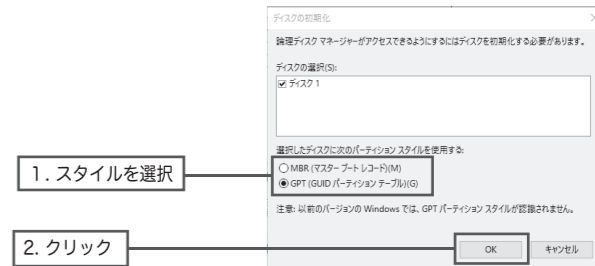 ディスクの初期化
論理ディスク マネージャーがアクセスできるようにするにはディスクを初期化する必要があります。
ディスクの選択(S):
ディスク 1
選択したディスクに次のパーティション スタイルを使用する:
MBR (マスター ブート レコード)(M)
1. スタイルを選択
GPT (GUID パーティション テーブル)(G)
注意: 以前のバージョンの Windows では、GPT パーティション スタイルが認識されません。
2. クリック
OK キャンセル